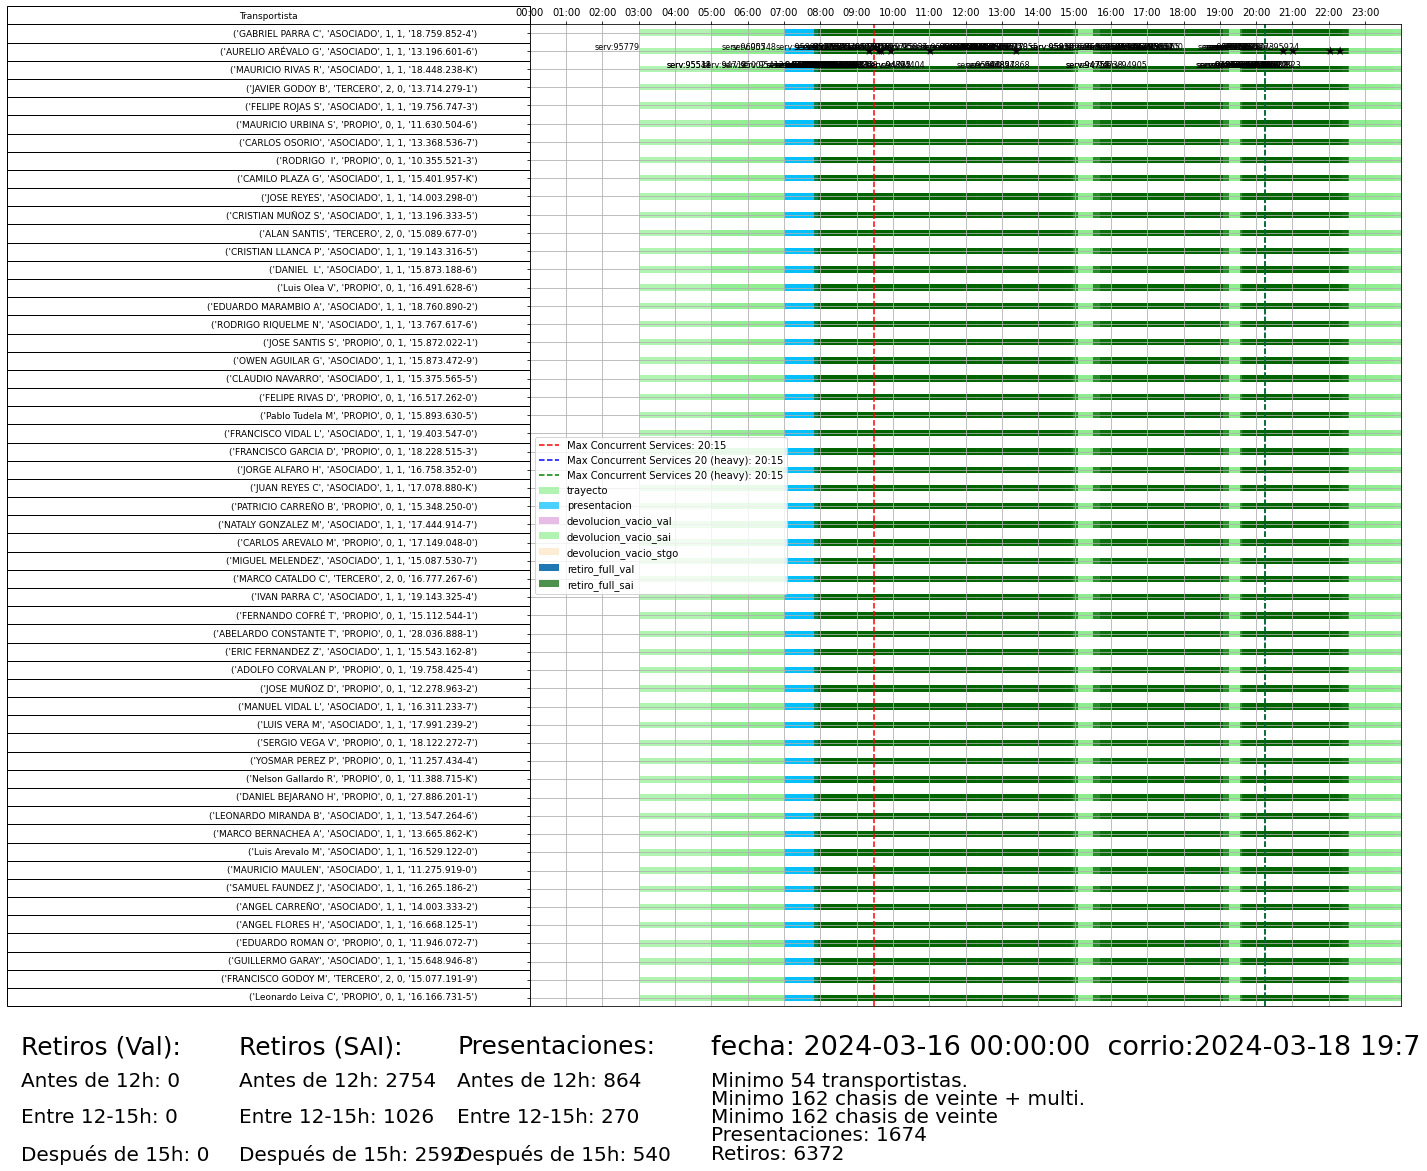 Transportista
00:00 01:00 02:00 03:00 04:00 05:00 06:00 07:00 08:00 09:00 10:00 11:00 12:00 13:00 14:00 15:00 16:00 17:00 18:00 19:00 20:00 21:00 22:00 23:00
('GABRIEL PARRA C', 'ASOCIADO', 1, 1, '18.759.852-4')
serv:95779
('AURELIO ARÉVALO G', 'ASOCIADO', 1, 1, '13.196.601-6')
('MAURICIO RIVAS R', 'ASOCIADO', 1, 1, '18.448.238-K')
('JAVIER GODOY B', 'TERCERO', 2, 0, '13.714.279-1')
('FELIPE ROJAS S', 'ASOCIADO', 1, 1, '19.756.747-3')
('MAURICIO URBINA S', 'PROPIO', 0, 1, '11.630.504-6')
('CARLOS OSORIO', 'ASOCIADO', 1, 1, '13.368.536-7')
('RODRIGO  I', 'PROPIO', 0, 1, '10.355.521-3')
('CAMILO PLAZA G', 'ASOCIADO', 1, 1, '15.401.957-K')
('JOSE REYES', 'ASOCIADO', 1, 1, '14.003.298-0')
('CRISTIAN MUÑOZ S', 'ASOCIADO', 1, 1, '13.196.333-5')
('ALAN SANTIS', 'TERCERO', 2, 0, '15.089.677-0')
('CRISTIAN LLANCA P', 'ASOCIADO', 1, 1, '19.143.316-5')
('DANIEL  L', 'ASOCIADO', 1, 1, '15.873.188-6')
('Luis Olea V', 'PROPIO', 0, 1, '16.491.628-6')
('EDUARDO MARAMBIO A', 'ASOCIADO', 1, 1, '18.760.890-2')
('RODRIGO RIQUELME N', 'ASOCIADO', 1, 1, '13.767.617-6')
('JOSE SANTIS S', 'PROPIO', 0, 1, '15.872.022-1')
('OWEN AGUILAR G', 'ASOCIADO', 1, 1, '15.873.472-9')
('CLAUDIO NAVARRO', 'ASOCIADO', 1, 1, '15.375.565-5')
('FELIPE RIVAS D', 'PROPIO', 0, 1, '16.517.262-0')
('Pablo Tudela M', 'PROPIO', 0, 1, '15.893.630-5')
('FRANCISCO VIDAL L', 'ASOCIADO', 1, 1, '19.403.547-0')
('FRANCISCO GARCIA D', 'PROPIO', 0, 1, '18.228.515-3')
('JORGE ALFARO H', 'ASOCIADO', 1, 1, '16.758.352-0')
('JUAN REYES C', 'ASOCIADO', 1, 1, '17.078.880-K')
('PATRICIO CARREÑO B', 'PROPIO', 0, 1, '15.348.250-0')
('NATALY GONZALEZ M', 'ASOCIADO', 1, 1, '17.444.914-7')
('CARLOS AREVALO M', 'PROPIO', 0, 1, '17.149.048-0')
('MIGUEL MELENDEZ', 'ASOCIADO', 1, 1, '15.087.530-7')
('MARCO CATALDO C', 'TERCERO', 2, 0, '16.777.267-6')
('IVAN PARRA C', 'ASOCIADO', 1, 1, '19.143.325-4')
('FERNANDO COFRÉ T', 'PROPIO', 0, 1, '15.112.544-1')
('ABELARDO CONSTANTE T', 'PROPIO', 0, 1, '28.036.888-1')
('ERIC FERNANDEZ Z', 'ASOCIADO', 1, 1, '15.543.162-8')
('ADOLFO CORVALAN P', 'PROPIO', 0, 1, '19.758.425-4')
('JOSE MUÑOZ D', 'PROPIO', 0, 1, '12.278.963-2')
('MANUEL VIDAL L', 'ASOCIADO', 1, 1, '16.311.233-7')
('LUIS VERA M', 'ASOCIADO', 1, 1, '17.991.239-2')
('SERGIO VEGA V', 'PROPIO', 0, 1, '18.122.272-7')
('YOSMAR PEREZ P', 'PROPIO', 0, 1, '11.257.434-4')
('Nelson Gallardo R', 'PROPIO', 0, 1, '11.388.715-K')
('DANIEL BEJARANO H', 'PROPIO', 0, 1, '27.886.201-1')
('LEONARDO MIRANDA B', 'ASOCIADO', 1, 1, '13.547.264-6')
('MARCO BERNACHEA A', 'ASOCIADO', 1, 1, '13.665.862-K')
('Luis Arevalo M', 'ASOCIADO', 1, 1, '16.529.122-0')
('MAURICIO MAULEN', 'ASOCIADO', 1, 1, '11.275.919-0')
('SAMUEL FAUNDEZ J', 'ASOCIADO', 1, 1, '16.265.186-2')
('ANGEL CARREÑO', 'ASOCIADO', 1, 1, '14.003.333-2')
('ANGEL FLORES H', 'ASOCIADO', 1, 1, '16.668.125-1')
('EDUARDO ROMAN O', 'PROPIO', 0, 1, '11.946.072-7')
('GUILLERMO GARAY', 'ASOCIADO', 1, 1, '15.648.946-8')
('FRANCISCO GODOY M', 'TERCERO', 2, 0, '15.077.191-9')
('Leonardo Leiva C', 'PROPIO', 0, 1, '16.166.731-5')
Max Concurrent Services: 20:15
Max Concurrent Services 20 (heavy): 20:15
Max Concurrent Services 20 (heavy): 20:15
trayecto
presentacion
devolucion_vacio_val
devolucion_vacio_sai
devolucion_vacio_stgo
retiro_full_val
retiro_full_sai
Retiros (Val):
Antes de 12h: 0
Entre 12-15h: 0
Después de 15h: 0
Retiros (SAI):
Antes de 12h: 2754
Entre 12-15h: 1026
Después de 15h: 2592
Presentaciones:
Antes de 12h: 864
Entre 12-15h: 270
Después de 15h: 540
fecha: 2024-03-16 00:00:00  corrio:2024-03-18 19:7
Minimo 54 transportistas.
Minimo 162 chasis de veinte + multi.
Minimo 162 chasis de veinte
Presentaciones: 1674
Retiros: 6372